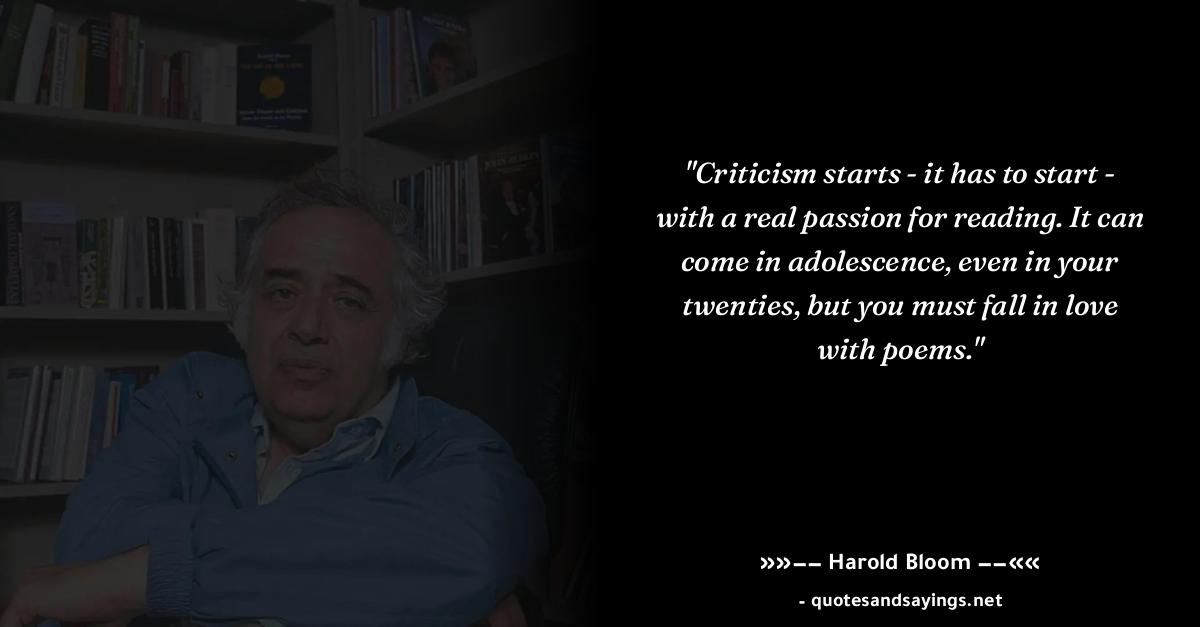 "Criticism starts - it has to start -
with a real passion for reading. It can
come in adolescence, even in your
twenties, but you must fall in love
with poems."
»»−− Harold Bloom −−««
- quotesandsayings.net